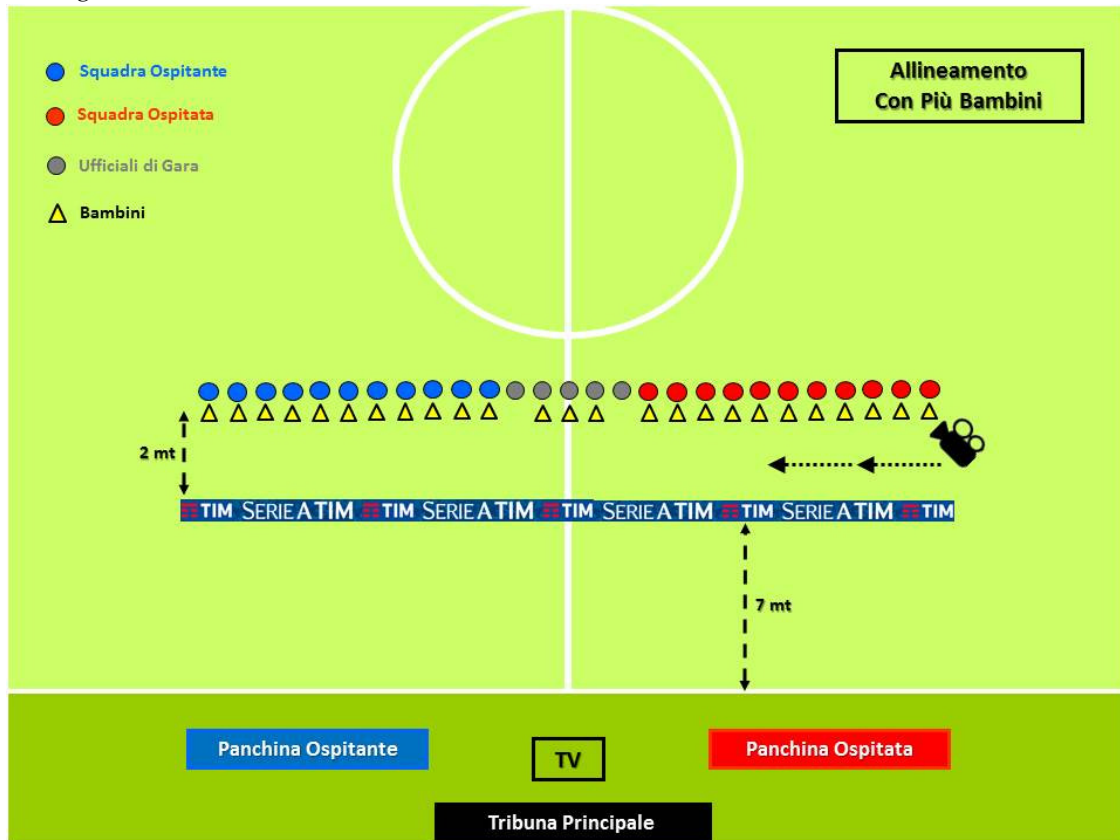 Squadra Ospitante
Squadra Ospitata
Ufficiali di Gara
Bambini
Allineamento
Con Più Bambini
2 mt
TIM SERIE A TIM TIM SERIE A TIM TIM SERIE A TIM TIM SERIE A TIM TIM
7 mt
Panchina Ospitante
TV
Panchina Ospitata
Tribuna Principale